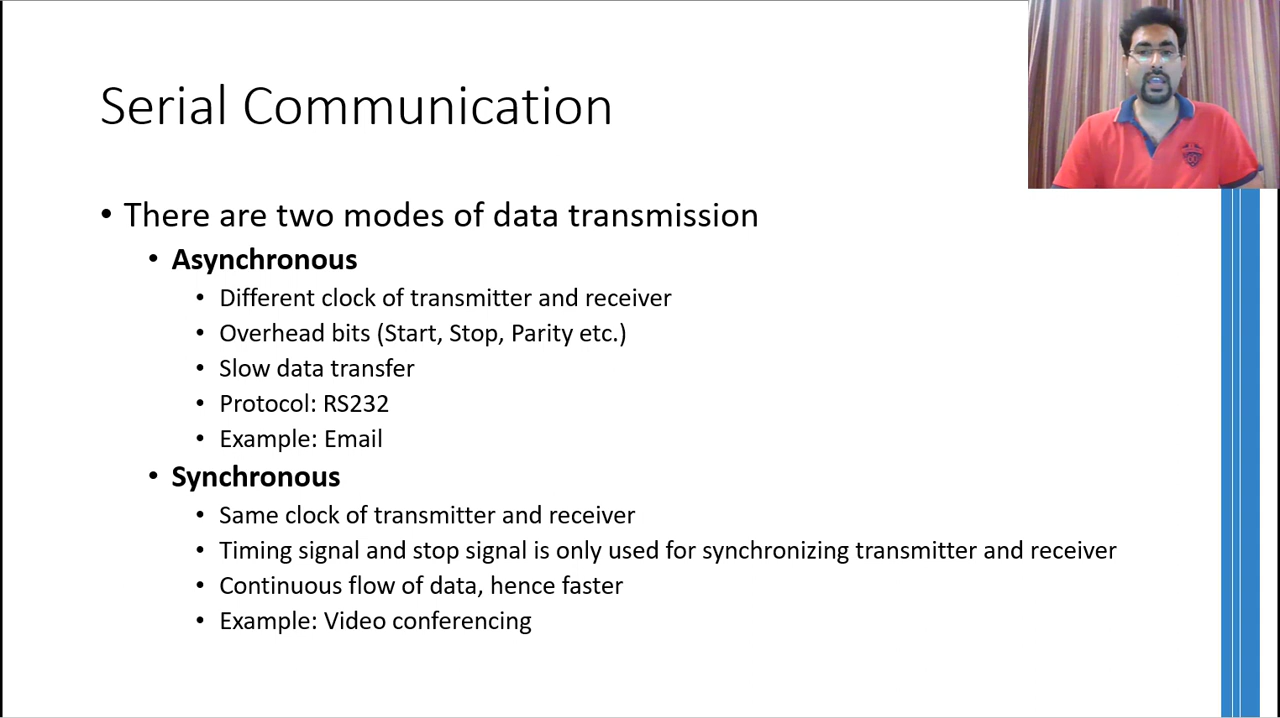 Serial Communication
• There are two modes of data transmission
• Asynchronous
• Different clock of transmitter and receiver
• Overhead bits (Start, Stop, Parity etc.)
• Slow data transfer
• Protocol: RS232
• Example: Email
• Synchronous
• Same clock of transmitter and receiver
• Timing signal and stop signal is only used for synchronizing transmitter and receiver
• Continuous flow of data, hence faster
• Example: Video conferencing